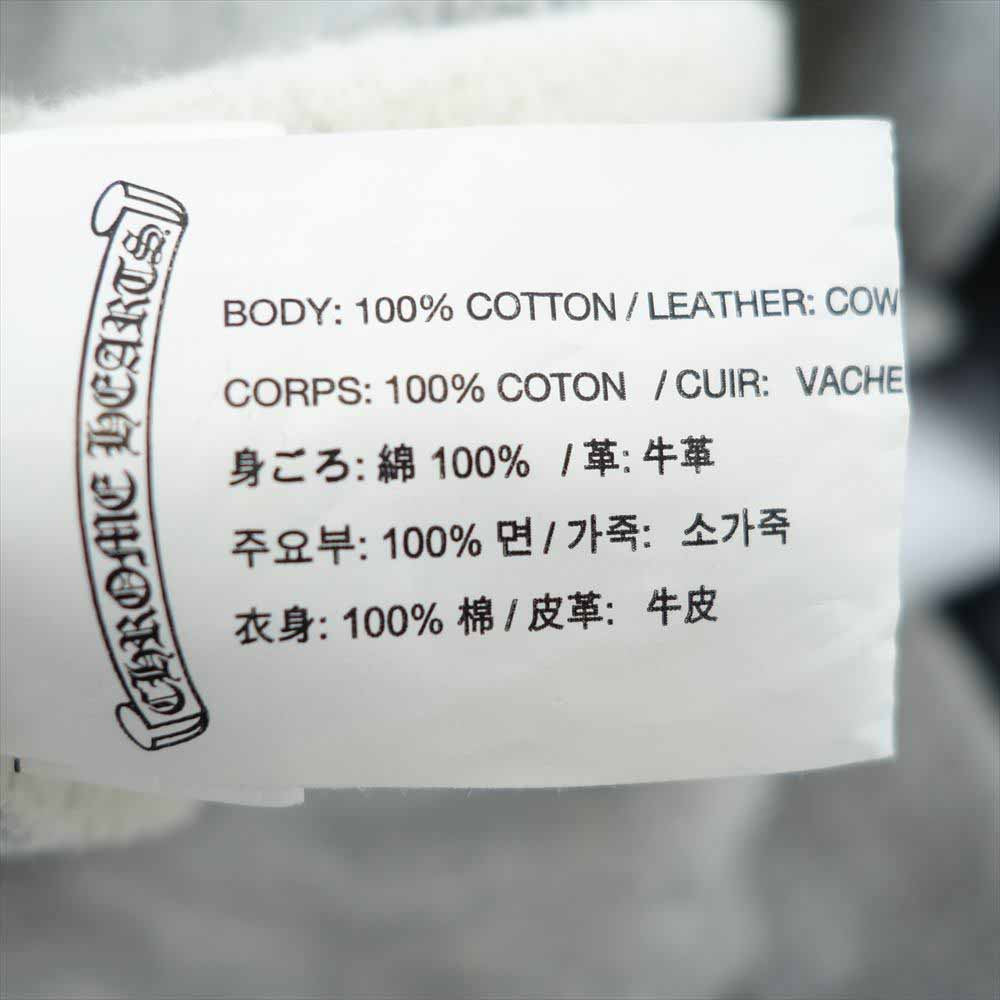 CHROME HEARTS
BODY: 100% COTTON / LEATHER: COW
CORPS: 100% COTON / CUIR: VACHE
身ごろ: 綿 100% / 革: 牛革
주요부: 100% 면 / 가죽: 소가죽
衣身: 100% 棉 / 皮革: 牛皮